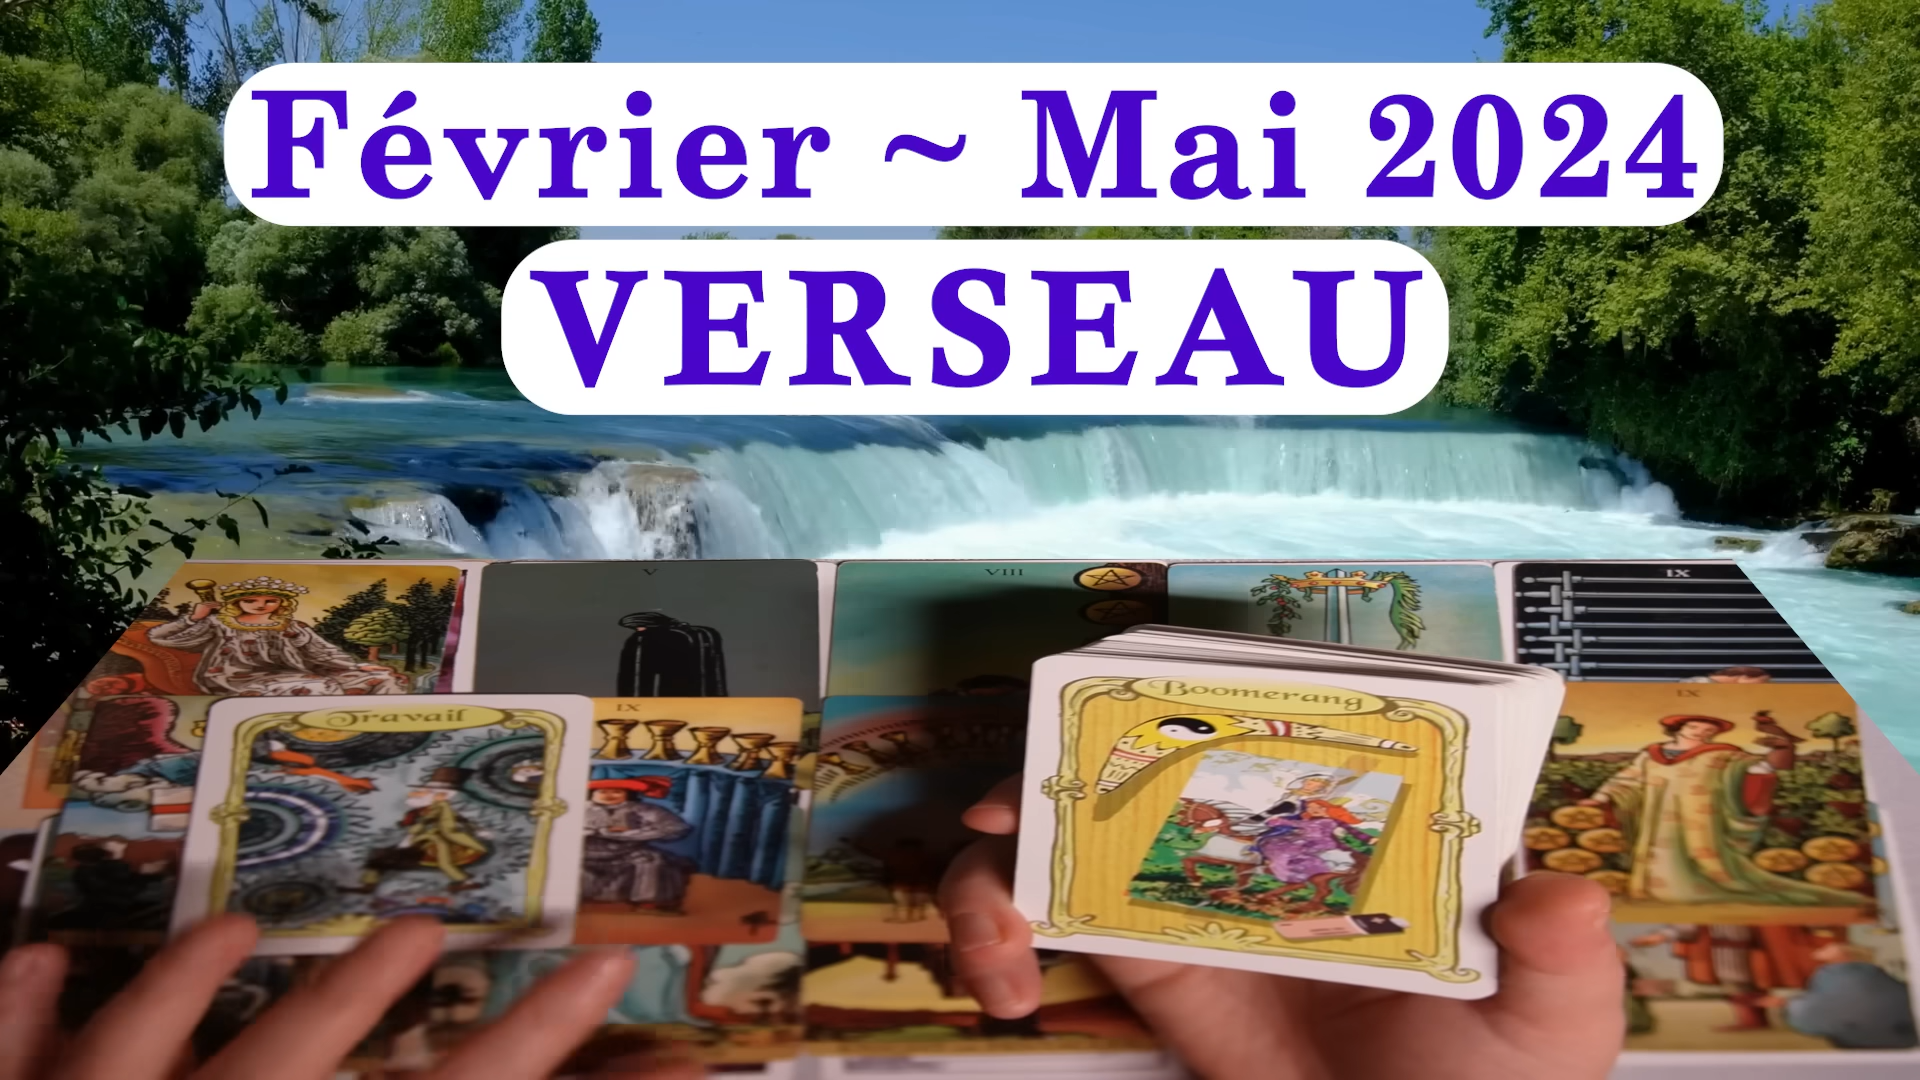 Février ~ Mai 2024
VERSEAU
V
VIII
IX
Boomerang
Travail
IX
IX